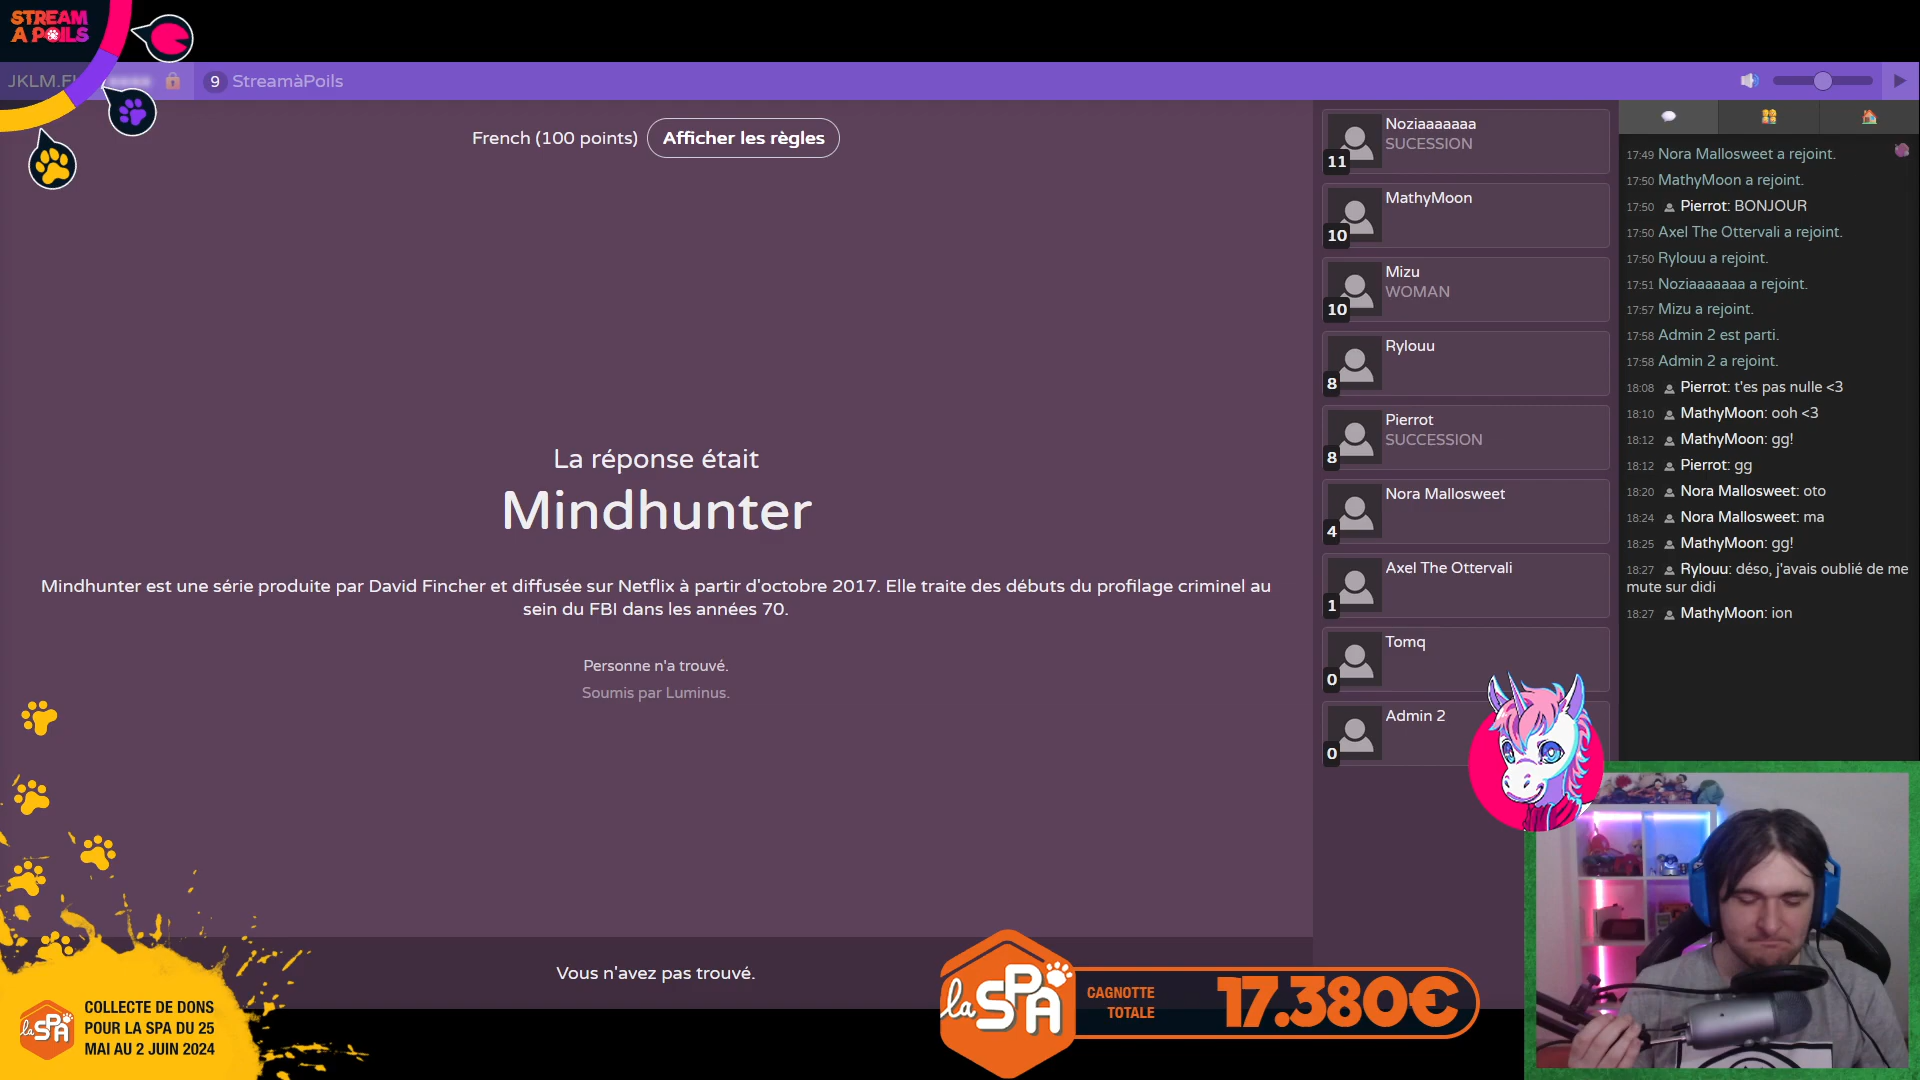 STREAM
A POILS
JKLM.F
9 StreamàPoils
French (100 points) Afficher les règles
La réponse était
Mindhunter
Mindhunter est une série produite par David Fincher et diffusée sur Netflix à partir d'octobre 2017. Elle traite des débuts du profilage criminel au
sein du FBI dans les années 70.
Personne n'a trouvé.
Soumis par Luminus.
Vous n'avez pas trouvé.
Noziaaaaaaa
SUCESSION
11
MathyMoon
10
Mizu
WOMAN
10
Rylouu
8
Pierrot
SUCCESSION
8
Nora Mallosweet
4
Axel The Ottervali
1
Tomq
0
Admin 2
0
17:49 Nora Mallosweet a rejoint.
17:50 MathyMoon a rejoint.
17:50 Pierrot: BONJOUR
17:50 Axel The Ottervali a rejoint.
17:50 Rylouu a rejoint.
17:51 Noziaaaaaaa a rejoint.
17:57 Mizu a rejoint.
17:58 Admin 2 est parti.
17:58 Admin 2 a rejoint.
18:08 Pierrot: t'es pas nulle <3
18:10 MathyMoon: ooh <3
18:12 MathyMoon: gg!
18:12 Pierrot: gg
18:20 Nora Mallosweet: oto
18:24 Nora Mallosweet: ma
18:25 MathyMoon: gg!
18:27 Rylouu: déso, j'avais oublié de me
mute sur didi
18:27 MathyMoon: ion
la SPA
COLLECTE DE DONS
POUR LA SPA DU 25
MAI AU 2 JUIN 2024
la SPA
CAGNOTTE
TOTALE
17.380€